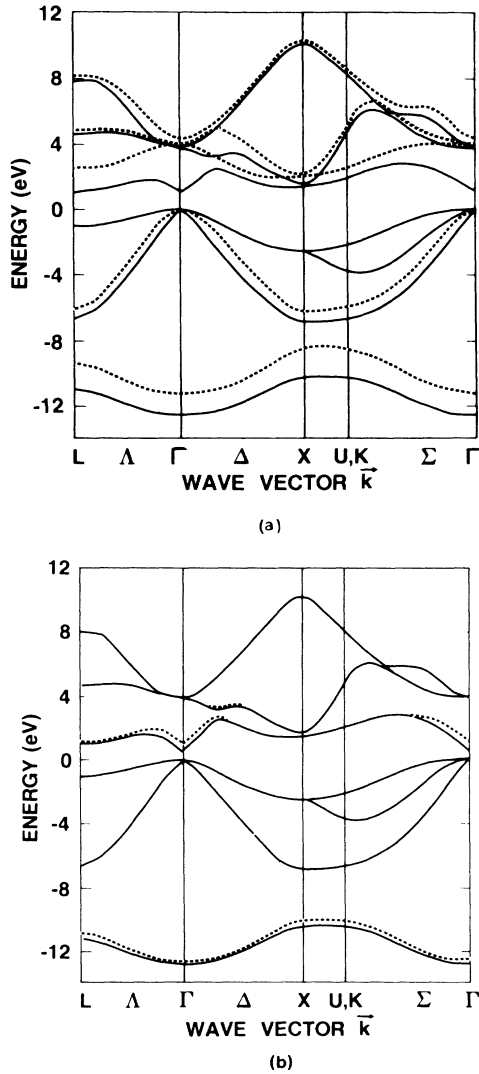 12
8
4
0
-4
-8
-12
ENERGY (eV)
L Λ Γ Δ X U,K Σ Γ
WAVE VECTOR k
(a)
12
8
4
0
-4
-8
-12
ENERGY (eV)
L Λ Γ Δ X U,K Σ Γ
WAVE VECTOR k
(b)